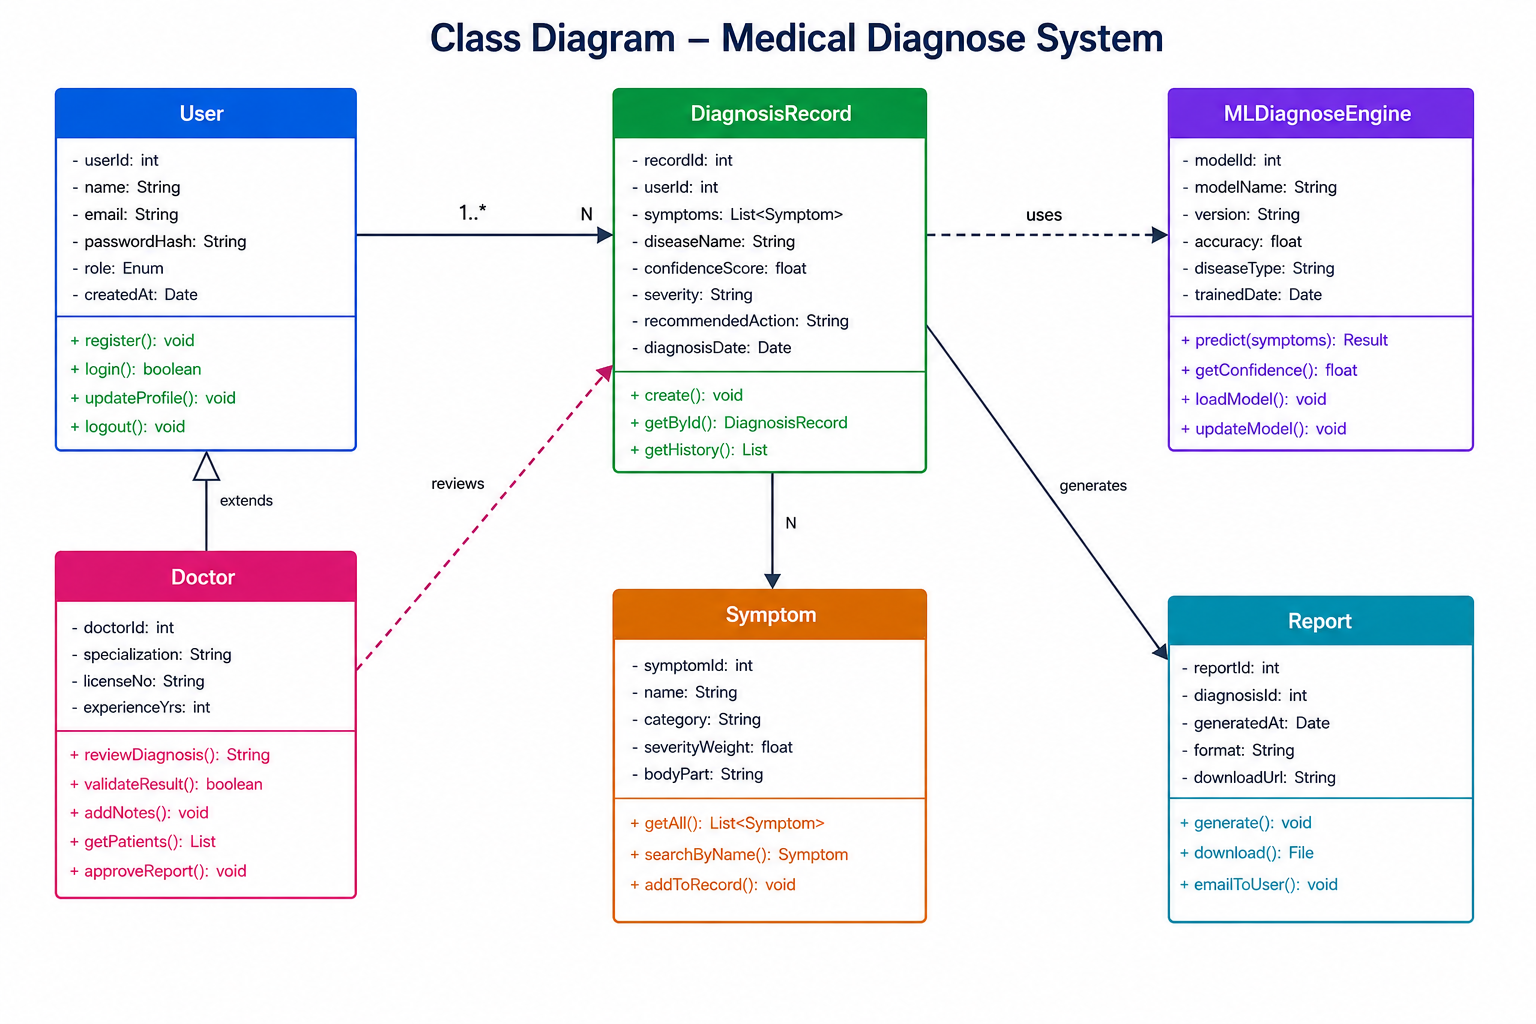 Class Diagram – Medical Diagnose System
User
- userId: int
- name: String
- email: String
- passwordHash: String
- role: Enum
- createdAt: Date
+ register(): void
+ login(): boolean
+ updateProfile(): void
+ logout(): void
1..*
N
DiagnosisRecord
- recordId: int
- userId: int
- symptoms: List<Symptom>
- diseaseName: String
- confidenceScore: float
- severity: String
- recommendedAction: String
- diagnosisDate: Date
+ create(): void
+ getById(): DiagnosisRecord
+ getHistory(): List
uses
MLDiagnoseEngine
- modelId: int
- modelName: String
- version: String
- accuracy: float
- diseaseType: String
- trainedDate: Date
+ predict(symptoms): Result
+ getConfidence(): float
+ loadModel(): void
+ updateModel(): void
extends
reviews
N
generates
Doctor
- doctorId: int
- specialization: String
- licenseNo: String
- experienceYrs: int
+ reviewDiagnosis(): String
+ validateResult(): boolean
+ addNotes(): void
+ getPatients(): List
+ approveReport(): void
Symptom
- symptomId: int
- name: String
- category: String
- severityWeight: float
- bodyPart: String
+ getAll(): List<Symptom>
+ searchByName(): Symptom
+ addToRecord(): void
Report
- reportId: int
- diagnosisId: int
- generatedAt: Date
- format: String
- downloadUrl: String
+ generate(): void
+ download(): File
+ emailToUser(): void